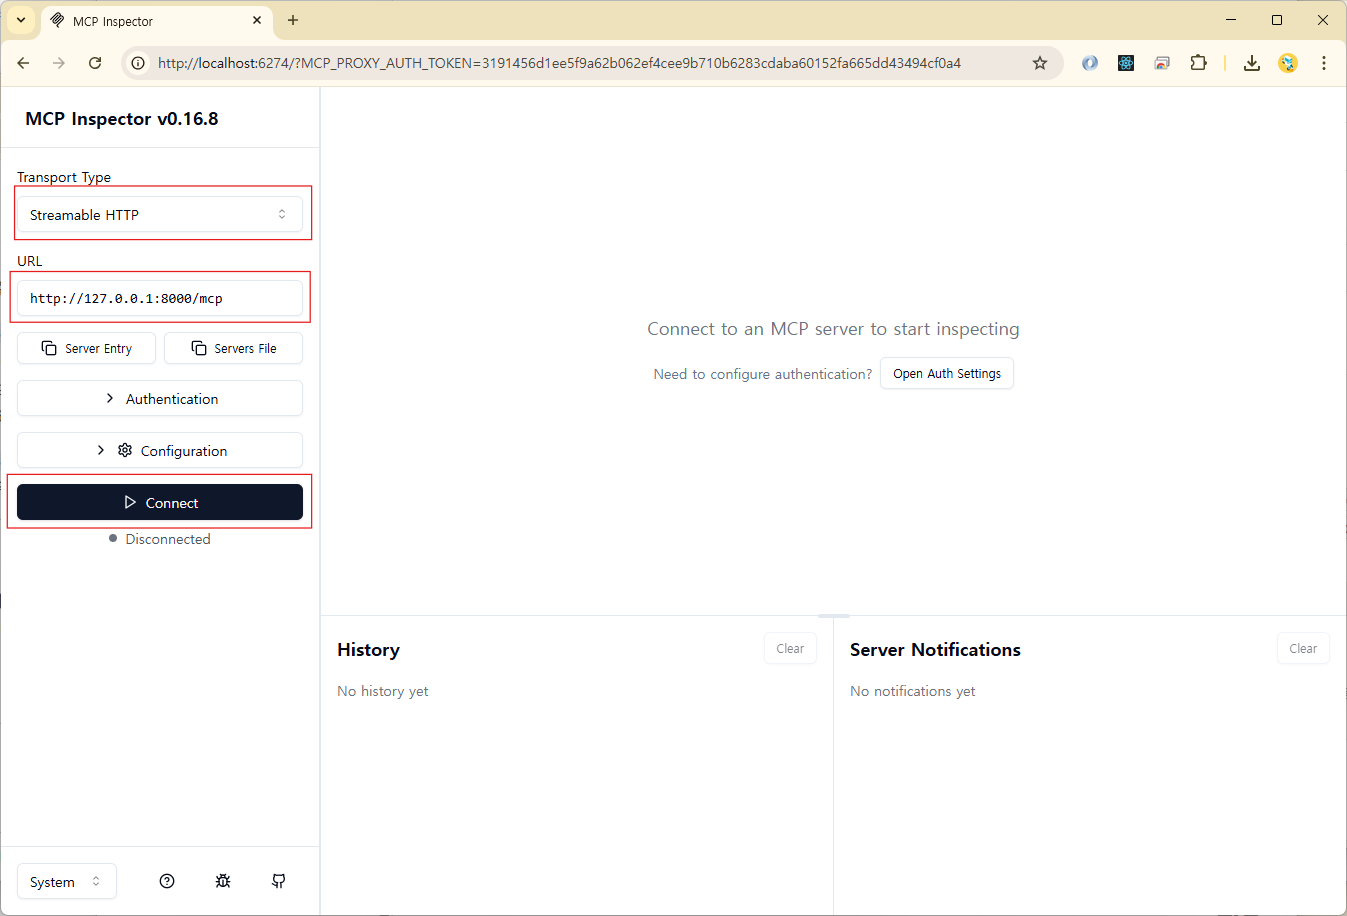 MCP Inspector
http://localhost:6274/?MCP_PROXY_AUTH_TOKEN=3191456d1ee5f9a62b062ef4cee9b710b6283cdaba60152fa665dd43494cf0a4
MCP Inspector v0.16.8
Transport Type
Streamable HTTP
URL
http://127.0.0.1:8000/mcp
Server Entry
Servers File
Authentication
Configuration
Connect
Disconnected
System
Connect to an MCP server to start inspecting
Need to configure authentication?
Open Auth Settings
History
Clear
No history yet
Server Notifications
Clear
No notifications yet